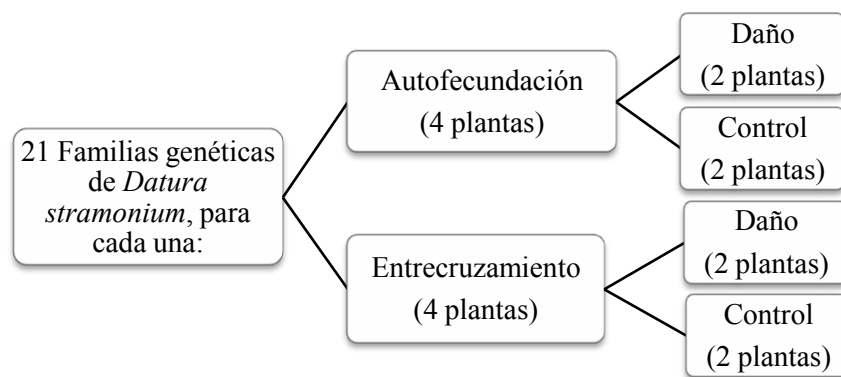 21 Familias genéticas
de Datura
stramonium, para
cada una:
Autofecundación
(4 plantas)
Daño
(2 plantas)
Control
(2 plantas)
Entrecruzamiento
(4 plantas)
Daño
(2 plantas)
Control
(2 plantas)